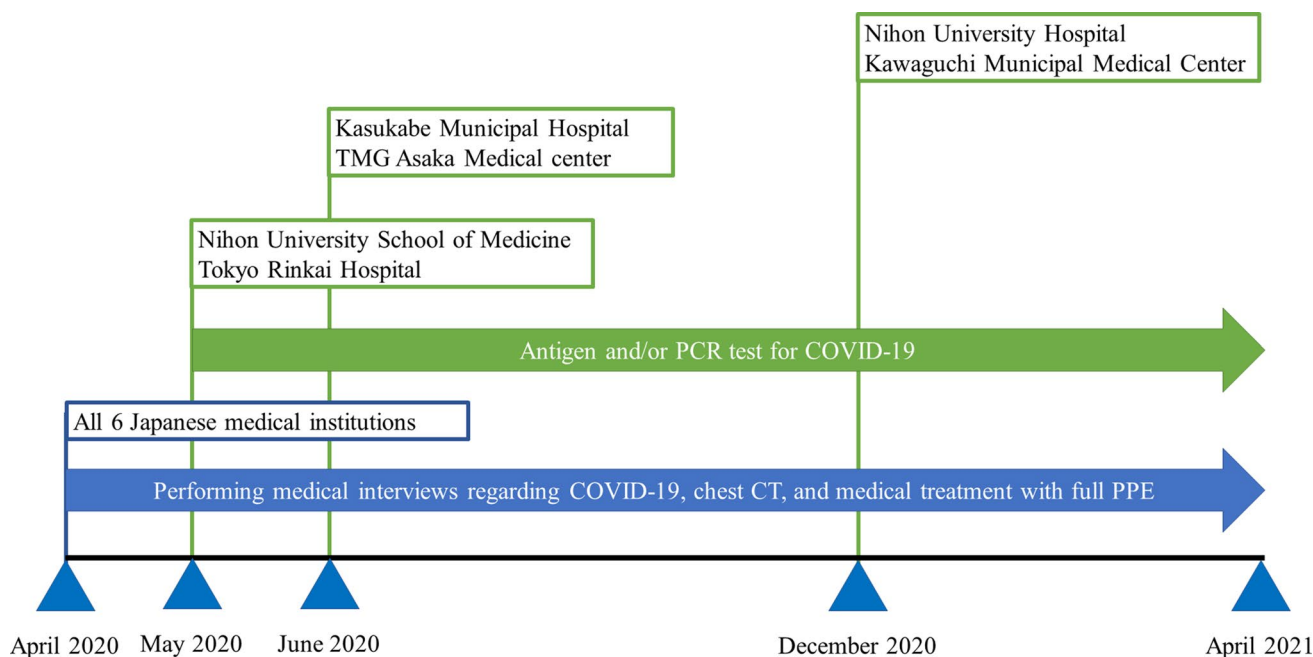 Nihon University Hospital
Kawaguchi Municipal Medical Center
Kasukabe Municipal Hospital
TMG Asaka Medical center
Nihon University School of Medicine
Tokyo Rinkai Hospital
Antigen and/or PCR test for COVID-19
All 6 Japanese medical institutions
Performing medical interviews regarding COVID-19, chest CT, and medical treatment with full PPE
April 2020
May 2020
June 2020
December 2020
April 2021